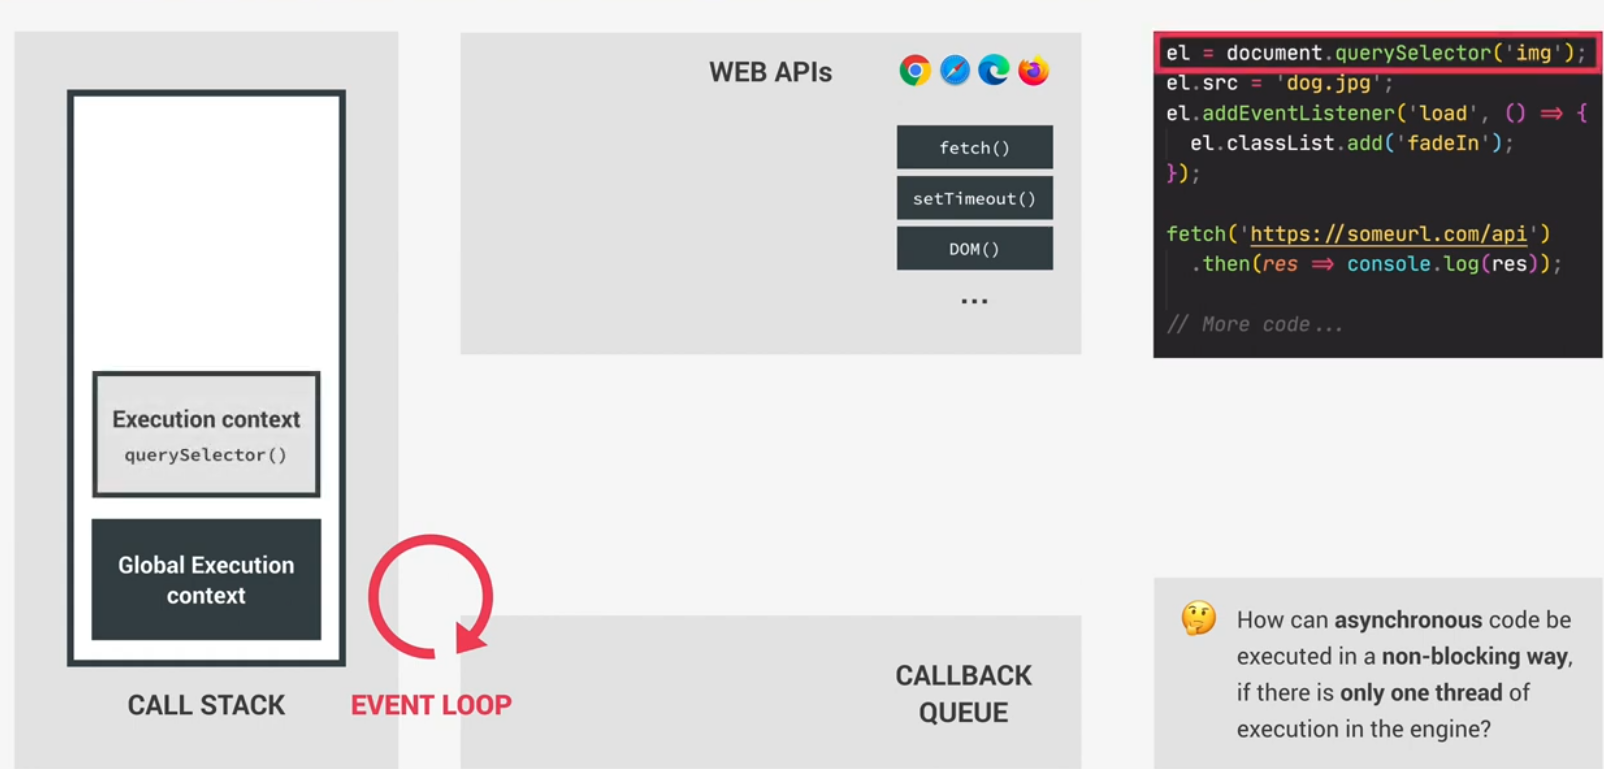 Execution context
querySelector()
Global Execution
context
CALL STACK
EVENT LOOP
WEB APIs
fetch()
setTimeout()
DOM()
...
CALLBACK
QUEUE
el = document.querySelector('img');
el.src = 'dog.jpg';
el.addEventListener('load', () => {
  el.classList.add('fadeIn');
});
fetch('https://someurl.com/api')
  .then(res => console.log(res));
// More code...
How can asynchronous code be
executed in a non-blocking way,
if there is only one thread of
execution in the engine?